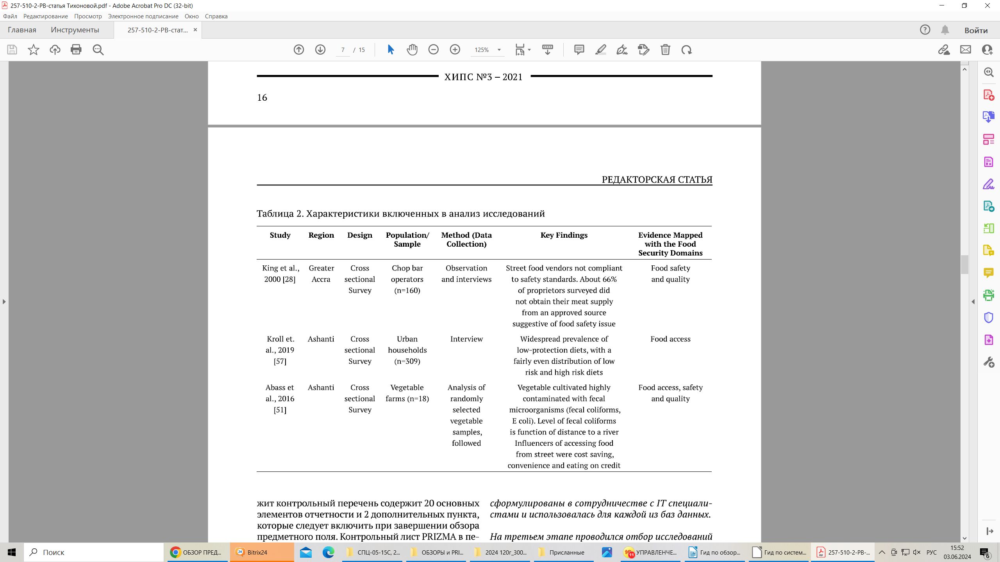 257-510-2-PB-статья Тихоновой.pdf - Adobe Acrobat Pro DC (32-bit)
Файл Редактирование Просмотр Электронное подписание Окно Справка
Главная Инструменты 257-510-2-PB-стат... × Войти
7 / 15 125%
ХИПС №3 – 2021
16
РЕДАКТОРСКАЯ СТАТЬЯ
Таблица 2. Характеристики включенных в анализ исследований
Study Region Design Population/ Method (Data Key Findings Evidence Mapped
Sample Collection) with the Food
Security Domains
King et al., Greater Cross Chop bar Observation Street food vendors not compliant Food safety
2000 [28] Accra sectional operators and interviews to safety standards. About 66% and quality
Survey (n=160) of proprietors surveyed did
not obtain their meat supply
from an approved source
suggestive of food safety issue
Kroll et. Ashanti Cross Urban Interview Widespread prevalence of Food access
al., 2019 sectional households low-protection diets, with a
[57] Survey (n=309) fairly even distribution of low
risk and high risk diets
Abass et Ashanti Cross Vegetable Analysis of Vegetable cultivated highly Food access, safety
al., 2016 sectional farms (n=18) randomly contaminated with fecal and quality
[51] Survey selected microorganisms (fecal coliforms,
vegetable E coli). Level of fecal coliforms
samples, is function of distance to a river
followed Influencers of accessing food
from street were cost saving,
convenience and eating on credit
жит контрольный перечень содержит 20 основных
элементов отчетности и 2 дополнительных пункта,
которые следует включить при завершении обзора
предметного поля. Контрольный лист PRIZMA в пе-
сформулированы в сотрудничестве с IT специали-
стами и использовалась для каждой из баз данных.
На третьем этапе проводился отбор исследований
Поиск ОБЗОР ПРЕД... 24 Bitrix24 СПЦ-05-15С, 2... ОБЗОРЫ и PRI... 2024 120г_300... Присланные 11 УПРАВЛЕНЧЕ... Гид по обзор... Гид по систем... 257-510-2-PB-... РУС 15:52
03.06.2024 6